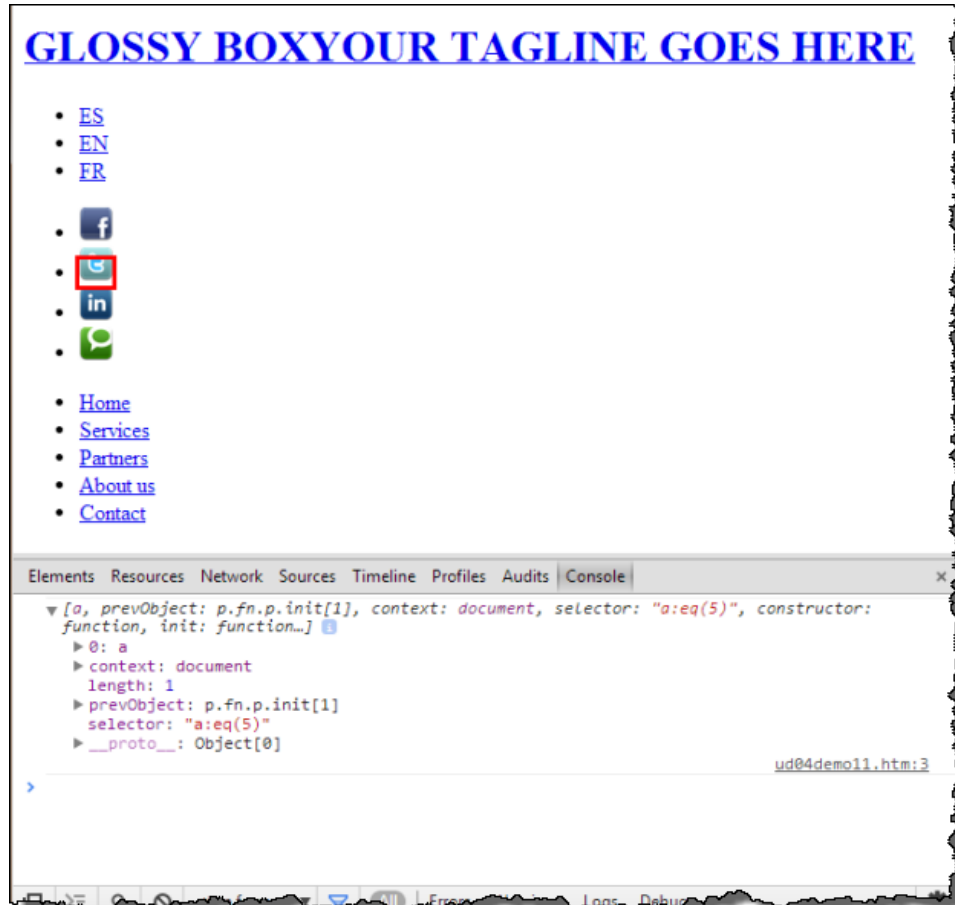 GLOSSY BOXYOUR TAGLINE GOES HERE
ES
EN
FR
f
in
Home
Services
Partners
About us
Contact
Elements Resources Network Sources Timeline Profiles Audits Console ×
[a, prevObject: p.fn.p.init[1], context: document, selector: "a:eq(5)", constructor:
function, init: function…]
0: a
context: document
length: 1
prevObject: p.fn.p.init[1]
selector: "a:eq(5)"
__proto__: Object[0]
ud04demo11.htm:3
>